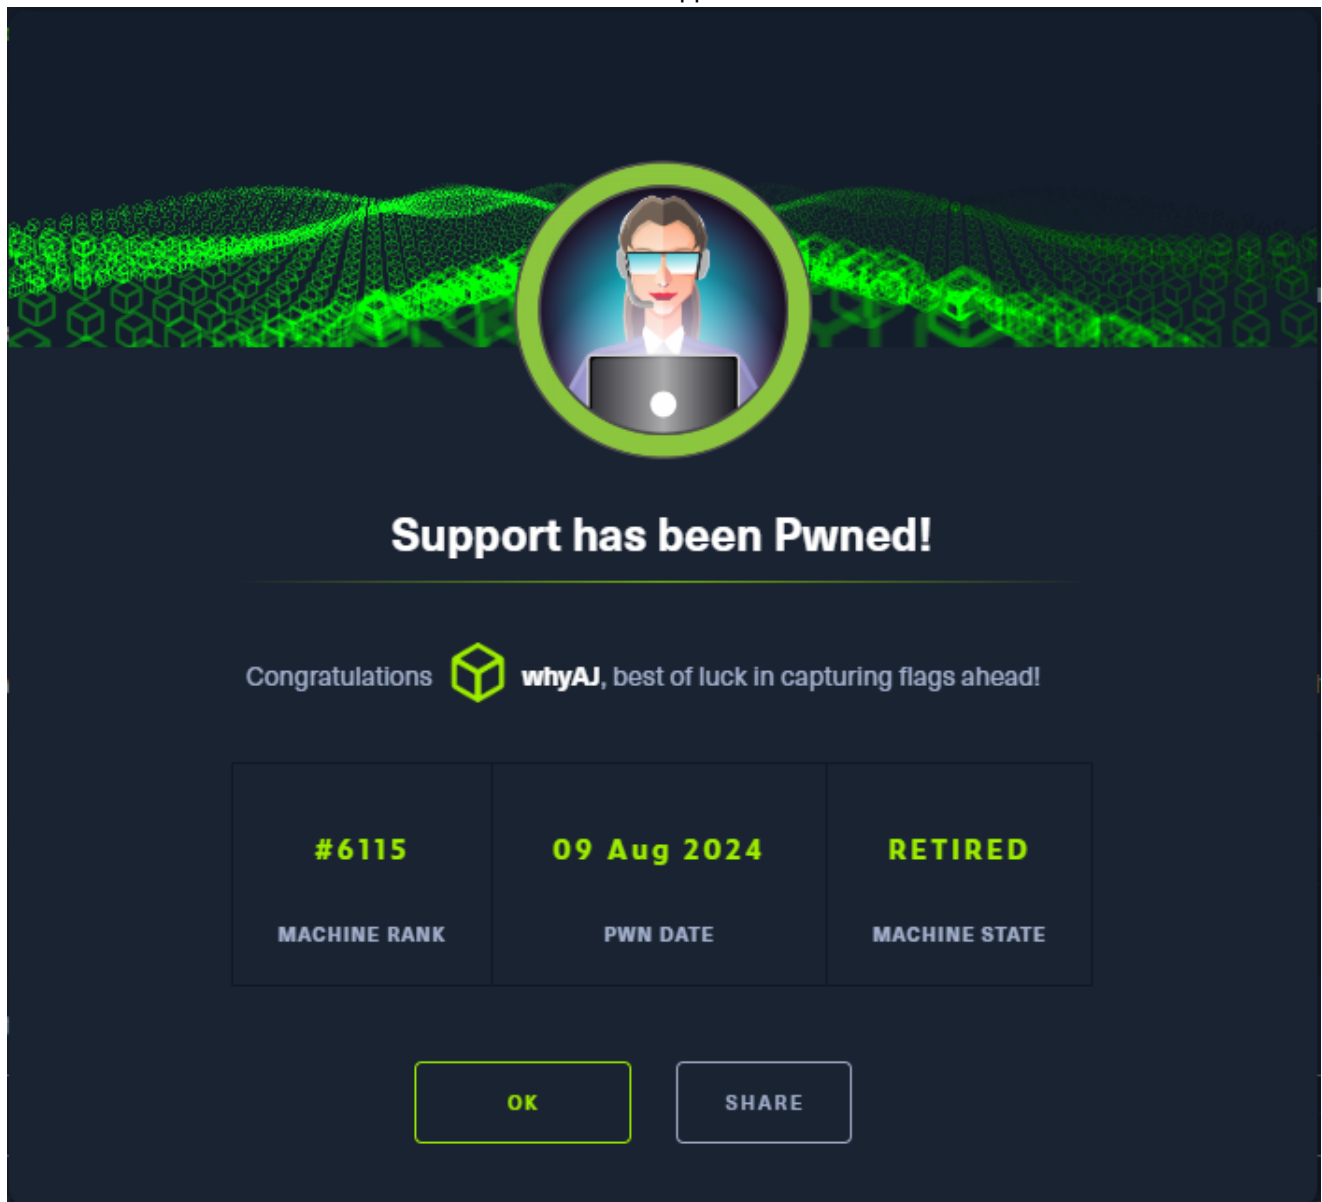 Support has been Pwned!
Congratulations whyAJ, best of luck in capturing flags ahead!
#6115
MACHINE RANK
09 Aug 2024
PWN DATE
RETIRED
MACHINE STATE
OK
SHARE